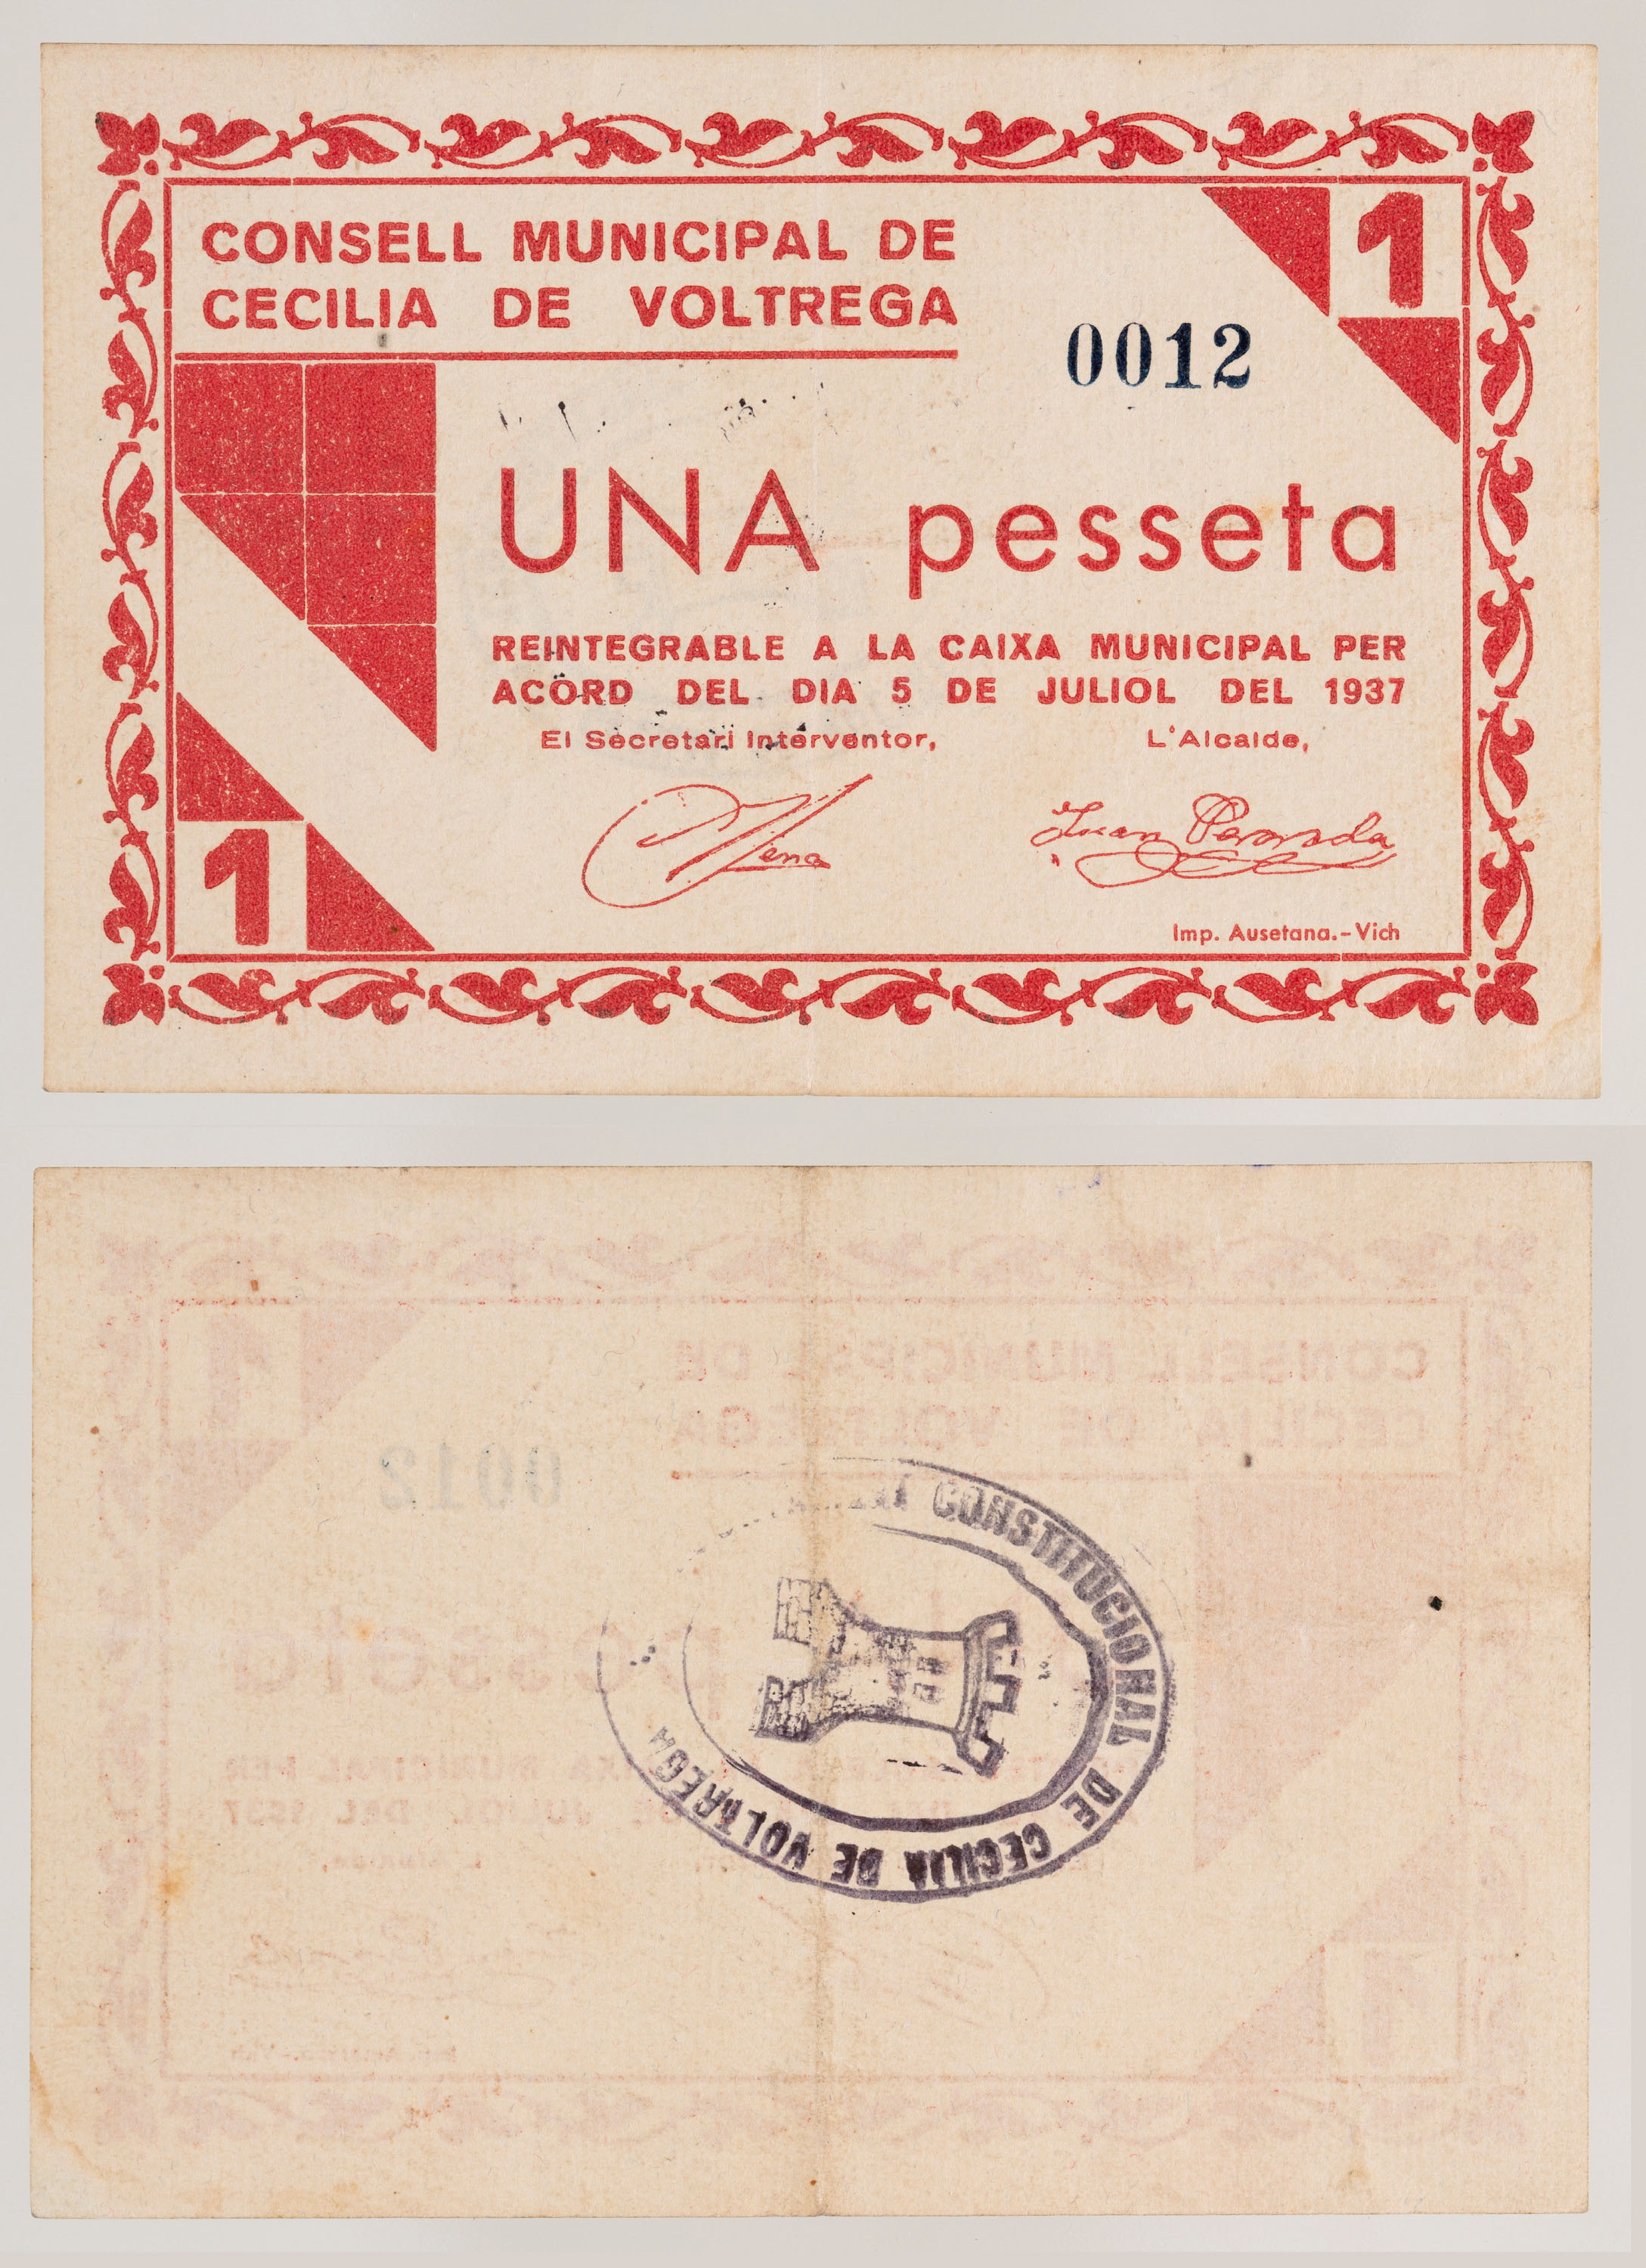 CONSELL MUNICIPAL DE
CECILIA DE VOLTREGA
1
0012
UNA pesseta
REINTEGRABLE A LA CAIXA MUNICIPAL PER
ACORD DEL DIA 5 DE JULIOL DEL 1937
El Secretari Interventor,
L'Alcalde,
Juan
1
Imp. Ausetana.-Vich
CONSTITUCIONAL DE CECILIA DE VOLTREGA